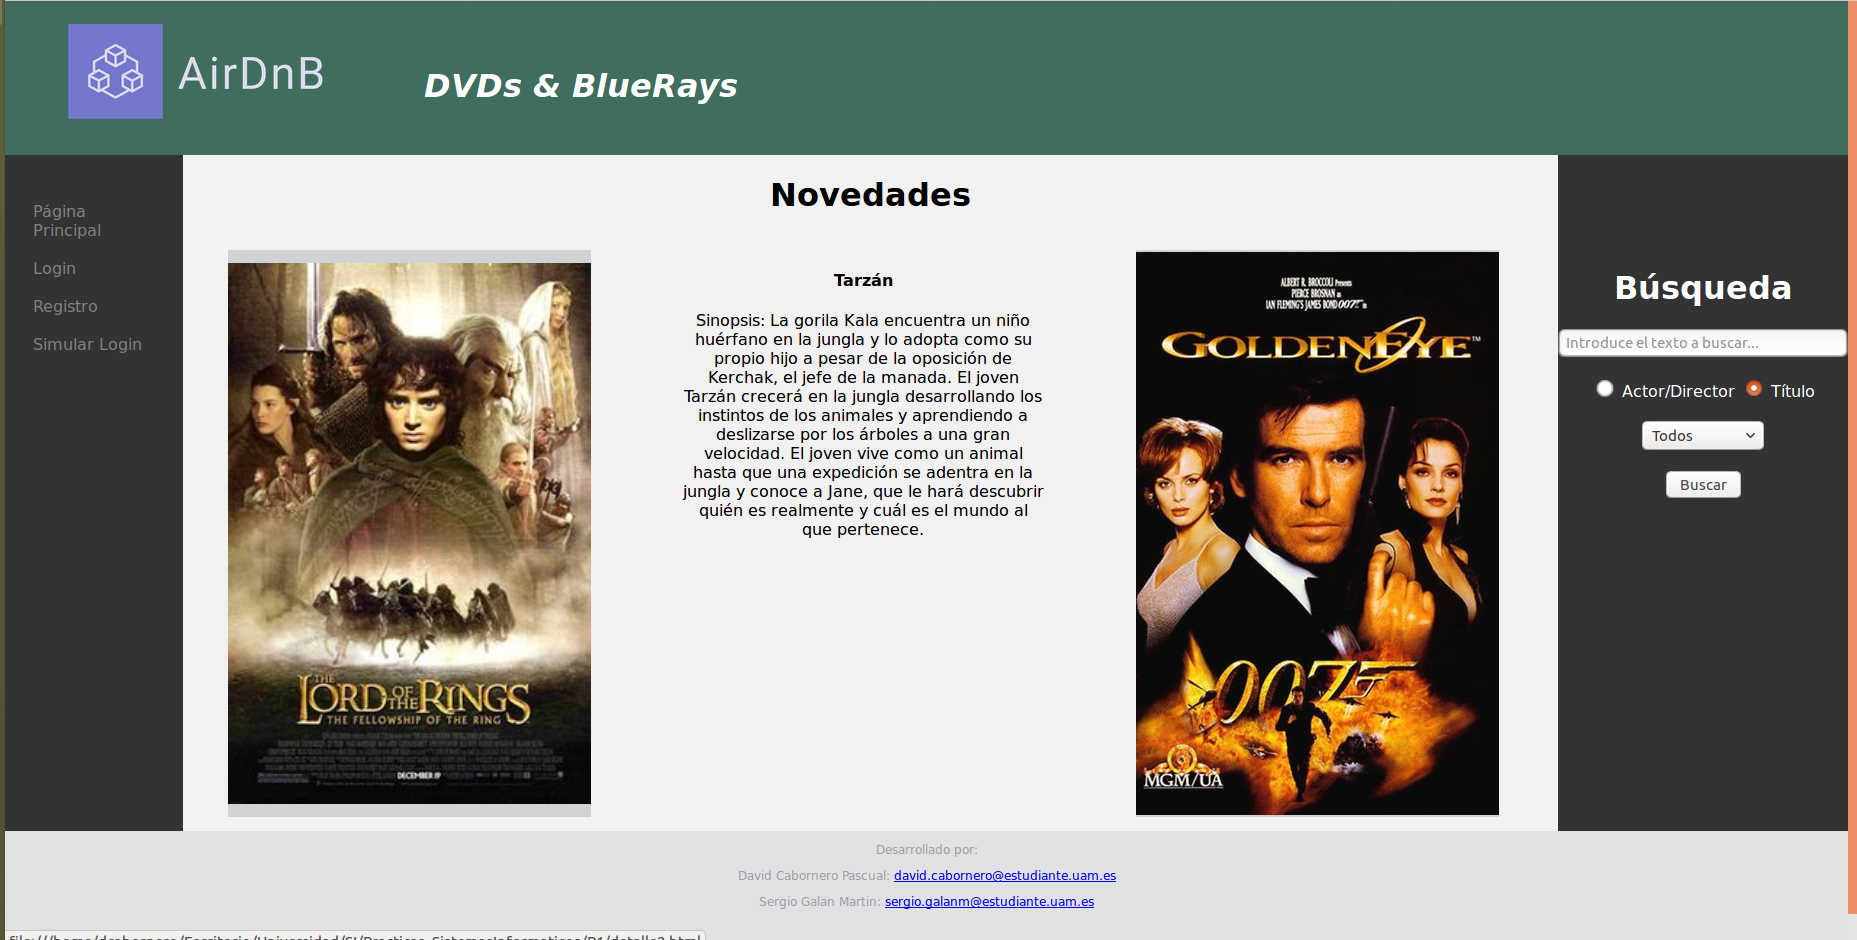 AirDnB
DVDs & BlueRays
Página
Principal
Login
Registro
Simular Login
Novedades
THE
LORD OF THE RINGS
THE FELLOWSHIP OF THE RING
DECEMBER 19
Tarzán
Sinopsis: La gorila Kala encuentra un niño
huérfano en la jungla y lo adopta como su
propio hijo a pesar de la oposición de
Kerchak, el jefe de la manada. El joven
Tarzán crecerá en la jungla desarrollando los
instintos de los animales y aprendiendo a
deslizarse por los árboles a una gran
velocidad. El joven vive como un animal
hasta que una expedición se adentra en la
jungla y conoce a Jane, que le hará descubrir
quién es realmente y cuál es el mundo al
que pertenece.
ALBERT R. BROCCOLI Presents
PIERCE BROSNAN as
IAN FLEMING'S JAMES BOND 007 in
GOLDENEYE™
007
MGM/UA
Búsqueda
Introduce el texto a buscar...
Actor/Director Título
Todos
Buscar
Desarrollado por:
David Cabornero Pascual: david.cabornero@estudiante.uam.es
Sergio Galan Martin: sergio.galanm@estudiante.uam.es